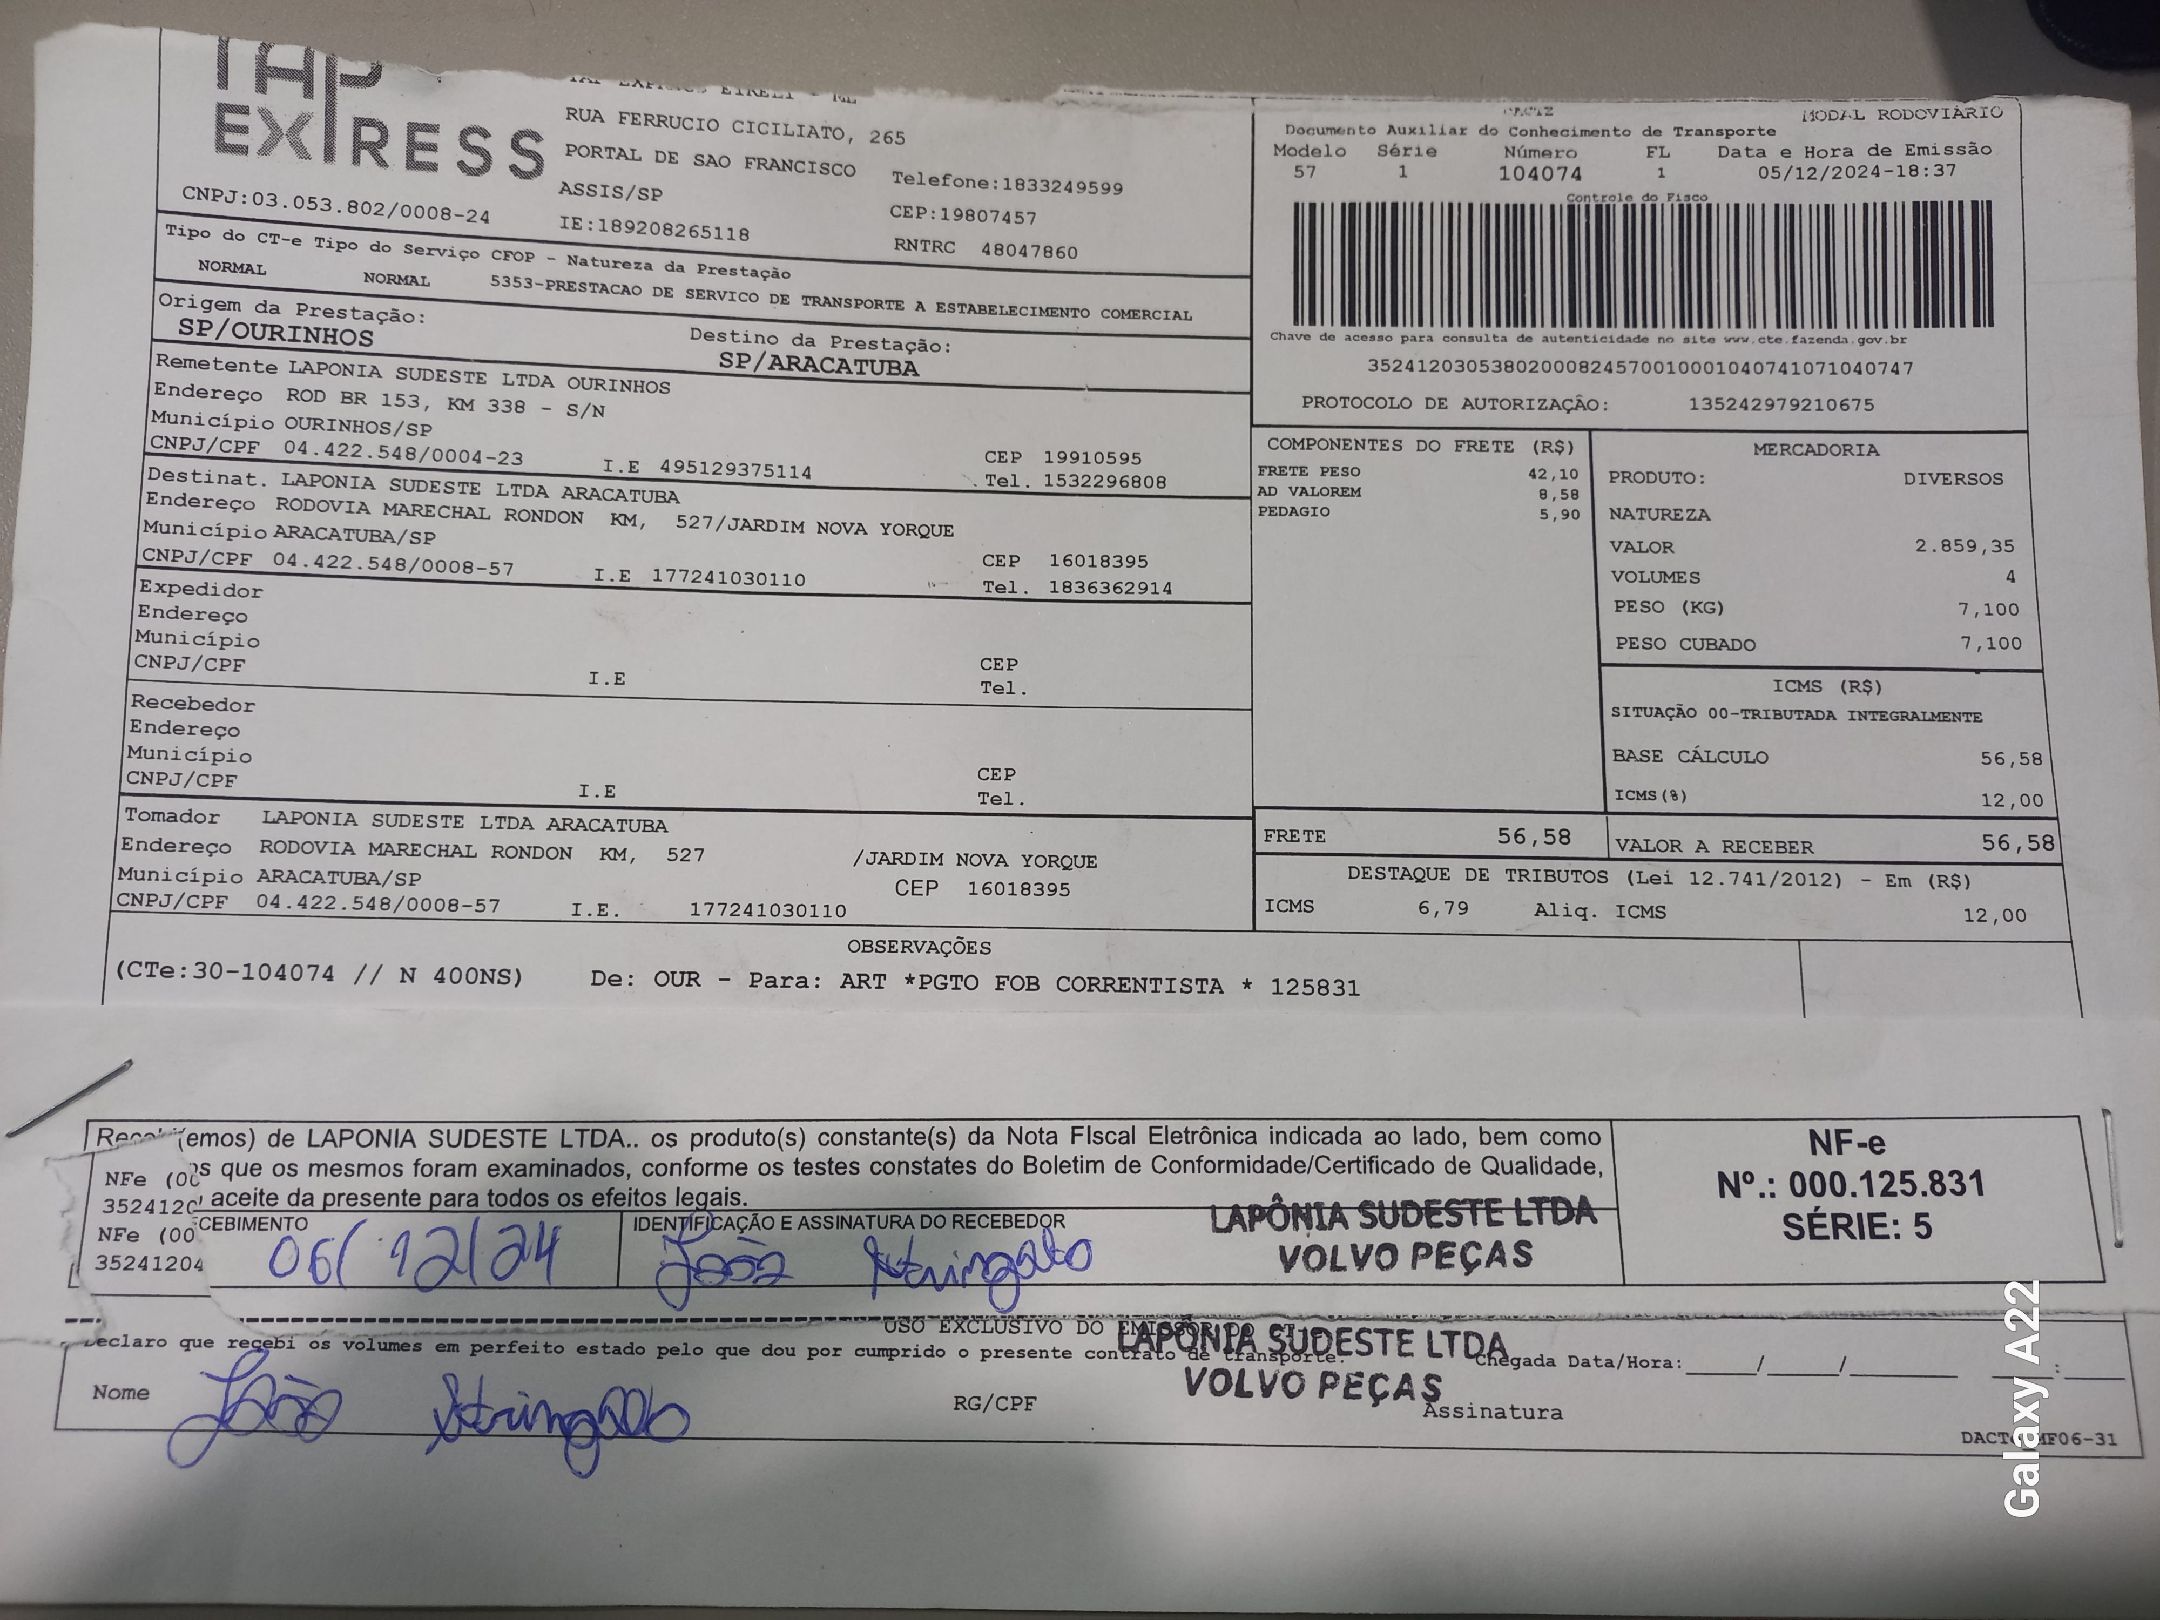 TAP
EXPRESS
TAP EXPRESS EIRELI - ME
RUA FERRUCIO CICILIATO, 265
PORTAL DE SAO FRANCISCO
Telefone:1833249599
ASSIS/SP
CEP:19807457
CNPJ:03.053.802/0008-24
IE:189208265118
RNTRC 48047860
MODAL RODOVIÁRIO
Documento Auxiliar do Conhecimento de Transporte
Modelo Série Número FL Data e Hora de Emissão
57 1 104074 1 05/12/2024-18:37
Controle do Fisco
Chave de acesso para consulta de autenticidade no site www.cte.fazenda.gov.br
35241203053802000824570010001040741071040747
PROTOCOLO DE AUTORIZAÇÃO: 135242979210675
Tipo do CT-e Tipo do Serviço CFOP - Natureza da Prestação
NORMAL NORMAL 5353-PRESTACAO DE SERVICO DE TRANSPORTE A ESTABELECIMENTO COMERCIAL
Origem da Prestação: Destino da Prestação:
SP/OURINHOS SP/ARACATUBA
Remetente LAPONIA SUDESTE LTDA OURINHOS
Endereço ROD BR 153, KM 338 - S/N
Município OURINHOS/SP CEP 19910595
CNPJ/CPF 04.422.548/0004-23 I.E 495129375114 Tel. 1532296808
Destinat. LAPONIA SUDESTE LTDA ARACATUBA
Endereço RODOVIA MARECHAL RONDON KM, 527/JARDIM NOVA YORQUE
Município ARACATUBA/SP CEP 16018395
CNPJ/CPF 04.422.548/0008-57 I.E 177241030110 Tel. 1836362914
Expedidor
Endereço
Município CEP
CNPJ/CPF I.E Tel.
Recebedor
Endereço
Município CEP
CNPJ/CPF I.E Tel.
Tomador LAPONIA SUDESTE LTDA ARACATUBA
Endereço RODOVIA MARECHAL RONDON KM, 527 /JARDIM NOVA YORQUE
Município ARACATUBA/SP CEP 16018395
CNPJ/CPF 04.422.548/0008-57 I.E. 177241030110
COMPONENTES DO FRETE (R$)
FRETE PESO 42,10
AD VALOREM 8,58
PEDAGIO 5,90
MERCADORIA
PRODUTO: DIVERSOS
NATUREZA
VALOR 2.859,35
VOLUMES 4
PESO (KG) 7,100
PESO CUBADO 7,100
ICMS (R$)
SITUAÇÃO 00-TRIBUTADA INTEGRALMENTE
BASE CÁLCULO 56,58
ICMS(%) 12,00
FRETE 56,58 VALOR A RECEBER 56,58
DESTAQUE DE TRIBUTOS (Lei 12.741/2012) - Em (R$)
ICMS 6,79 Aliq. ICMS 12,00
OBSERVAÇÕES
(CTe:30-104074 // N 400NS) De: OUR - Para: ART *PGTO FOB CORRENTISTA * 125831
(emos) de LAPONIA SUDESTE LTDA.. os produto(s) constante(s) da Nota FIscal Eletrônica indicada ao lado, bem como
os que os mesmos foram examinados, conforme os testes constates do Boletim de Conformidade/Certificado de Qualidade,
aceite da presente para todos os efeitos legais.
NFe (00
3524120
NFe (00
35241204
CEBIMENTO
06/12/24
IDENTIFICAÇÃO E ASSINATURA DO RECEBEDOR
João Stringalo
LAPÔNIA SUDESTE LTDA
VOLVO PEÇAS
NF-e
Nº.: 000.125.831
SÉRIE: 5
USO EXCLUSIVO DO EMISSOR DO CT
Declaro que recebi os volumes em perfeito estado pelo que dou por cumprido o presente contrato de transporte.
LAPÔNIA SUDESTE LTDA
VOLVO PEÇAS
Chegada Data/Hora: / / :
Nome João Stringalo RG/CPF Assinatura
MF06-31
Galaxy A22